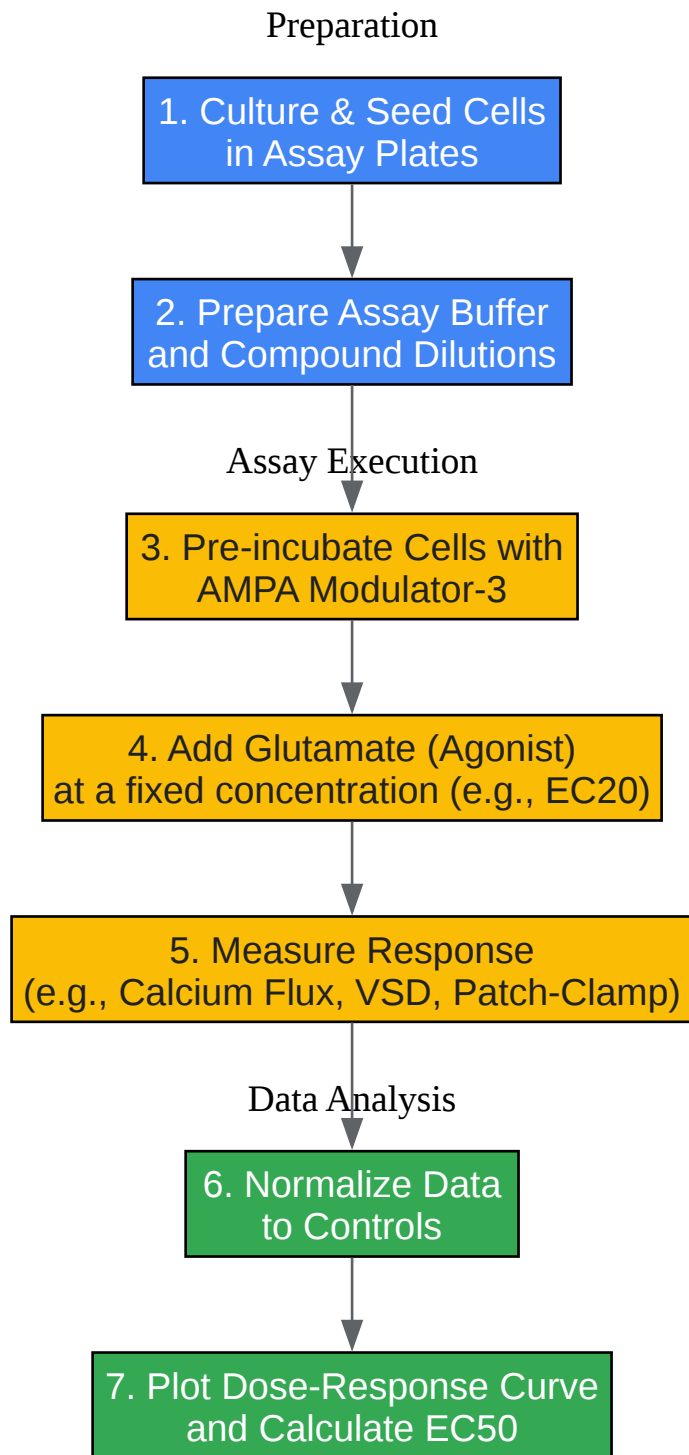 Preparation
1. Culture & Seed Cells
in Assay Plates
2. Prepare Assay Buffer
and Compound Dilutions
Assay Execution
3. Pre-incubate Cells with
AMPA Modulator-3
4. Add Glutamate (Agonist)
at a fixed concentration (e.g., EC20)
5. Measure Response
(e.g., Calcium Flux, VSD, Patch-Clamp)
Data Analysis
6. Normalize Data
to Controls
7. Plot Dose-Response Curve
and Calculate EC50